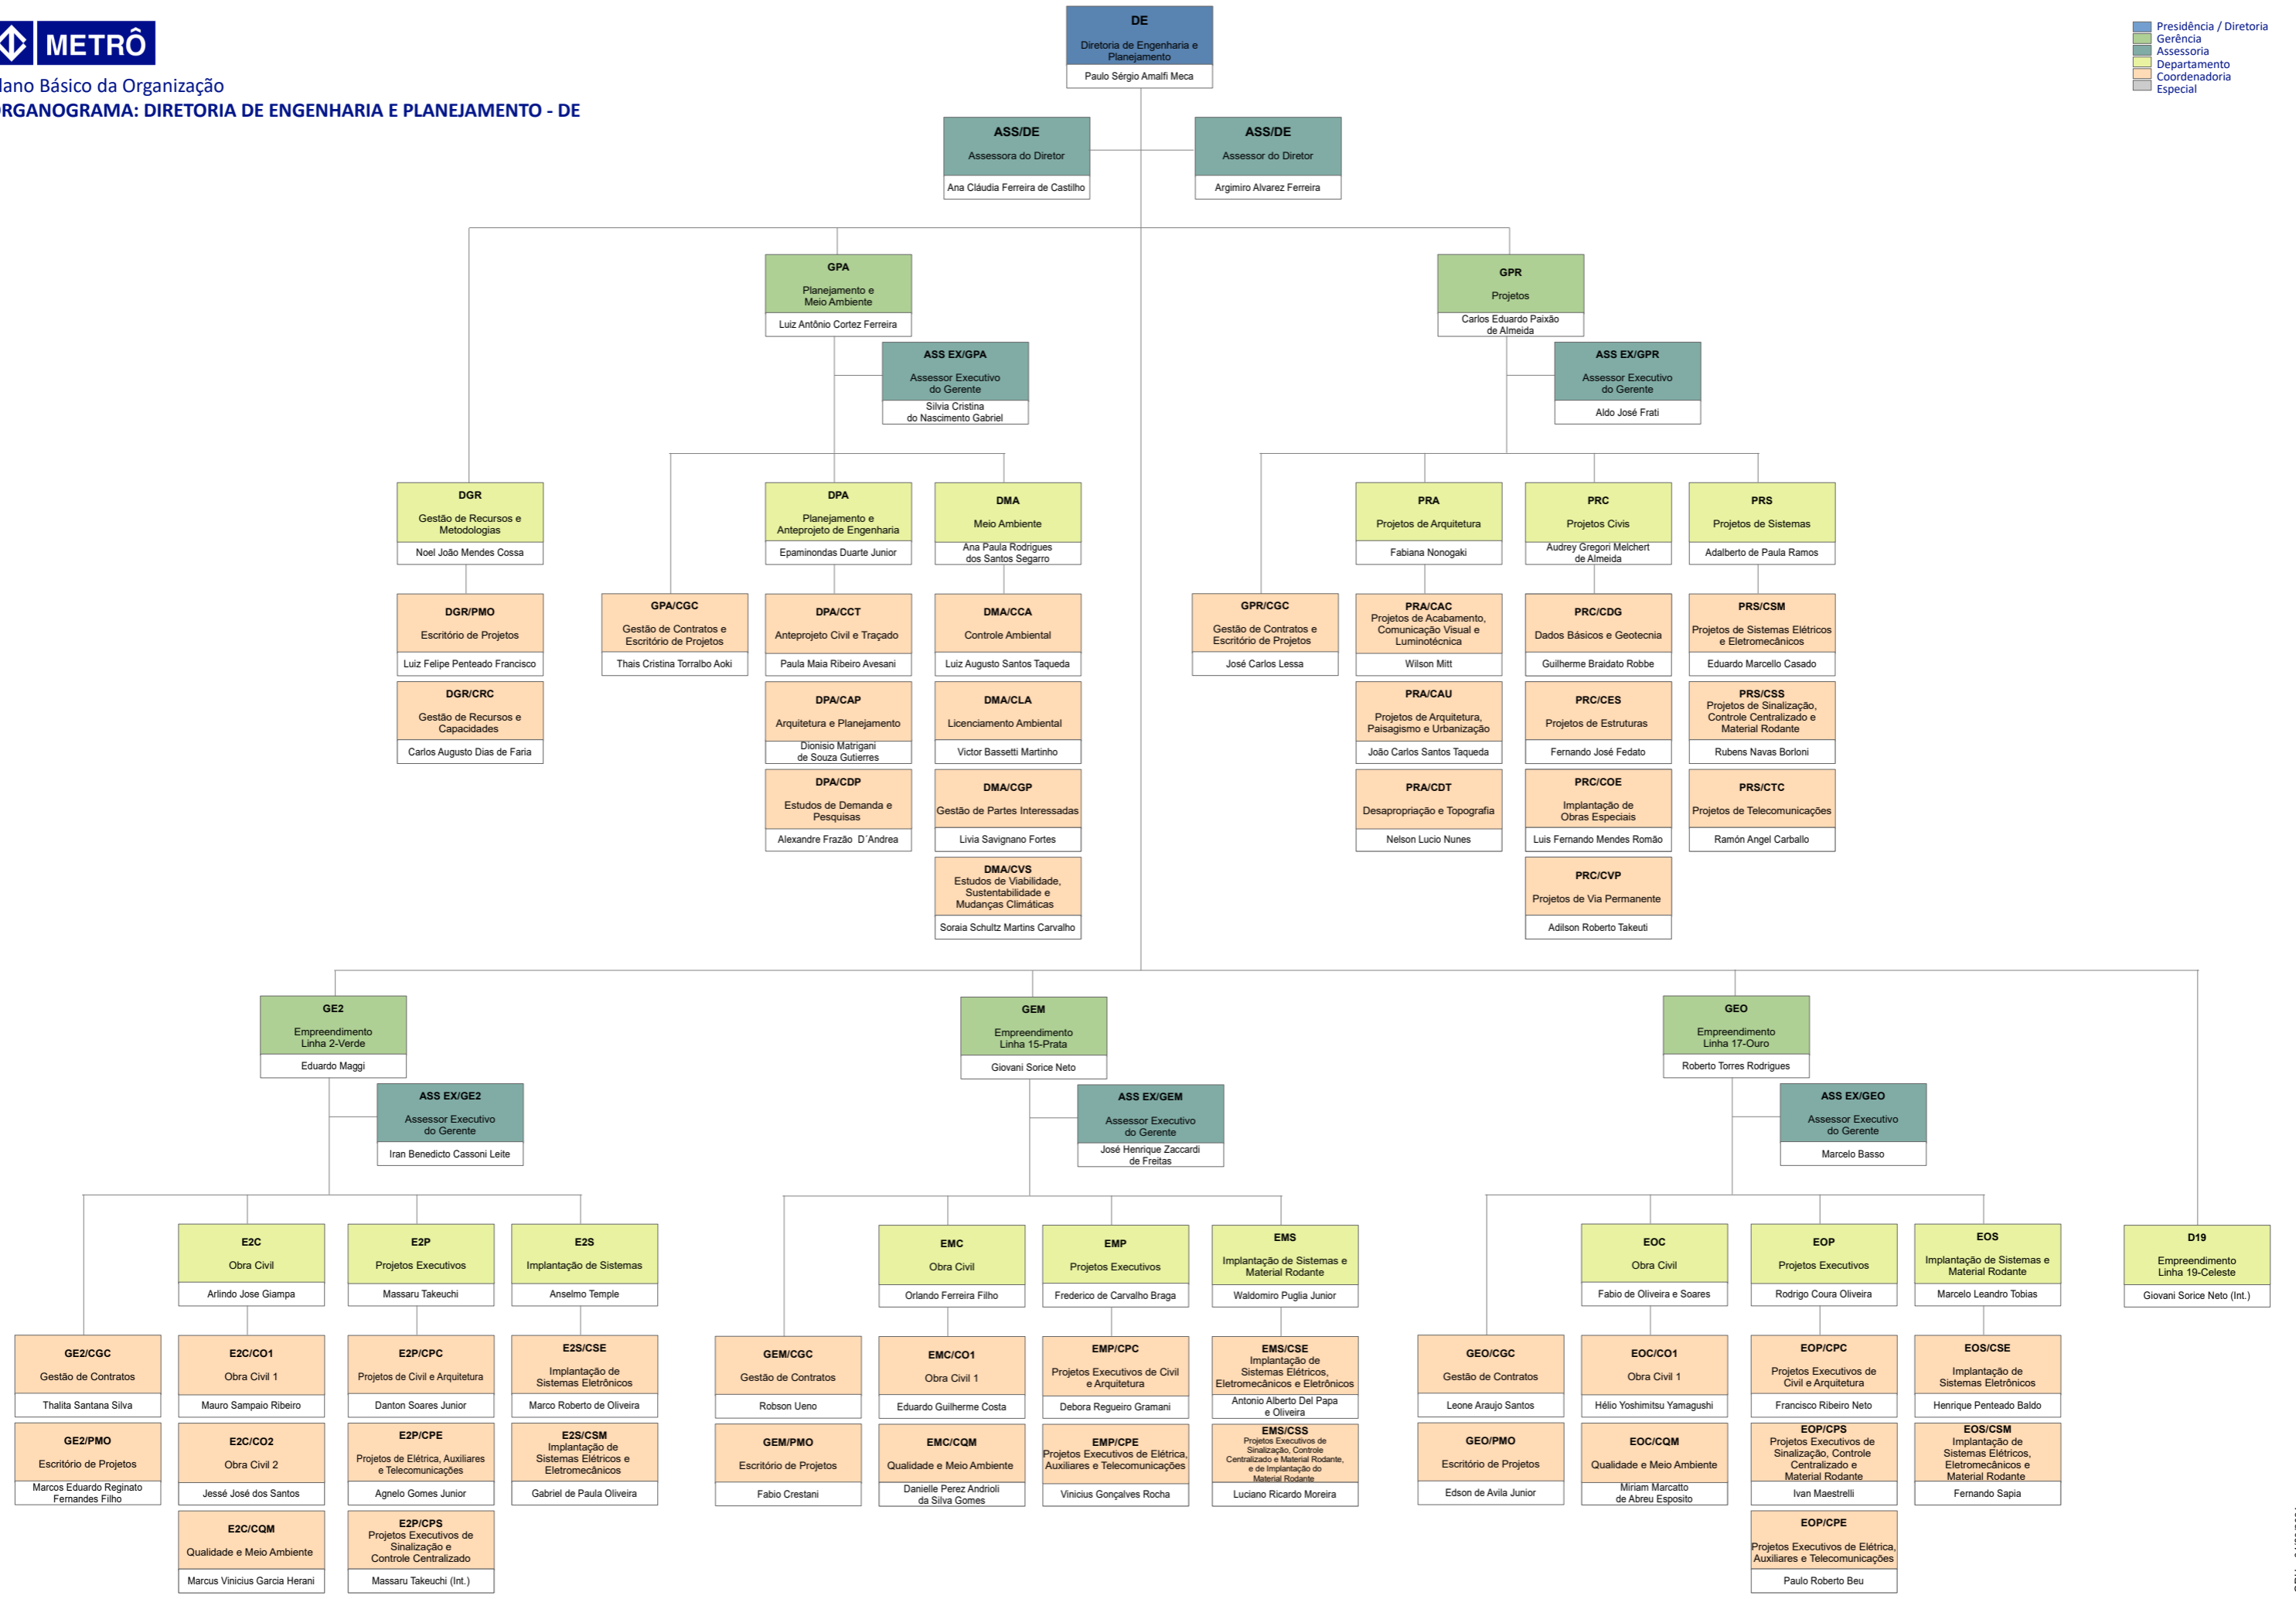 METRÔ
lano Básico da Organização
RGANOGRAMA: DIRETORIA DE ENGENHARIA E PLANEJAMENTO - DE
Presidência / Diretoria
Gerência
Assessoria
Departamento
Coordenadoria
Especial
DE
Diretoria de Engenharia e
Planejamento
Paulo Sérgio Amalfi Meca
ASS/DE
Assessora do Diretor
Ana Cláudia Ferreira de Castilho
ASS/DE
Assessor do Diretor
Argimiro Alvarez Ferreira
GPA
Planejamento e
Meio Ambiente
Luiz Antônio Cortez Ferreira
ASS EX/GPA
Assessor Executivo
do Gerente
Silvia Cristina
do Nascimento Gabriel
GPR
Projetos
Carlos Eduardo Paixão
de Almeida
ASS EX/GPR
Assessor Executivo
do Gerente
Aldo José Frati
DGR
Gestão de Recursos e
Metodologias
Noel João Mendes Cossa
DGR/PMO
Escritório de Projetos
Luiz Felipe Penteado Francisco
DGR/CRC
Gestão de Recursos e
Capacidades
Carlos Augusto Dias de Faria
GPA/CGC
Gestão de Contratos e
Escritório de Projetos
Thais Cristina Torralbo Aoki
DPA
Planejamento e
Anteprojeto de Engenharia
Epaminondas Duarte Junior
DPA/CCT
Anteprojeto Civil e Traçado
Paula Maia Ribeiro Avesani
DPA/CAP
Arquitetura e Planejamento
Dionisio Matrigani
de Souza Gutierres
DPA/CDP
Estudos de Demanda e
Pesquisas
Alexandre Frazão D´Andrea
DMA
Meio Ambiente
Ana Paula Rodrigues
dos Santos Segarro
DMA/CCA
Controle Ambiental
Luiz Augusto Santos Taqueda
DMA/CLA
Licenciamento Ambiental
Victor Bassetti Martinho
DMA/CGP
Gestão de Partes Interessadas
Livia Savignano Fortes
DMA/CVS
Estudos de Viabilidade,
Sustentabilidade e
Mudanças Climáticas
Soraia Schultz Martins Carvalho
GPR/CGC
Gestão de Contratos e
Escritório de Projetos
José Carlos Lessa
PRA
Projetos de Arquitetura
Fabiana Nonogaki
PRA/CAC
Projetos de Acabamento,
Comunicação Visual e
Luminotécnica
Wilson Mitt
PRA/CAU
Projetos de Arquitetura,
Paisagismo e Urbanização
João Carlos Santos Taqueda
PRA/CDT
Desapropriação e Topografia
Nelson Lucio Nunes
PRC
Projetos Civis
Audrey Gregori Melchert
de Almeida
PRC/CDG
Dados Básicos e Geotecnia
Guilherme Braidato Robbe
PRC/CES
Projetos de Estruturas
Fernando José Fedato
PRC/COE
Implantação de
Obras Especiais
Luis Fernando Mendes Romão
PRC/CVP
Projetos de Via Permanente
Adilson Roberto Takeuti
PRS
Projetos de Sistemas
Adalberto de Paula Ramos
PRS/CSM
Projetos de Sistemas Elétricos
e Eletromecânicos
Eduardo Marcello Casado
PRS/CSS
Projetos de Sinalização,
Controle Centralizado e
Material Rodante
Rubens Navas Borloni
PRS/CTC
Projetos de Telecomunicações
Ramón Angel Carballo
GE2
Empreendimento
Linha 2-Verde
Eduardo Maggi
ASS EX/GE2
Assessor Executivo
do Gerente
Iran Benedicto Cassoni Leite
GE2/CGC
Gestão de Contratos
Thalita Santana Silva
GE2/PMO
Escritório de Projetos
Marcos Eduardo Reginato
Fernandes Filho
E2C
Obra Civil
Arlindo Jose Giampa
E2C/CO1
Obra Civil 1
Mauro Sampaio Ribeiro
E2C/CO2
Obra Civil 2
Jessé José dos Santos
E2C/CQM
Qualidade e Meio Ambiente
Marcus Vinicius Garcia Herani
E2P
Projetos Executivos
Massaru Takeuchi
E2P/CPC
Projetos de Civil e Arquitetura
Danton Soares Junior
E2P/CPE
Projetos de Elétrica, Auxiliares
e Telecomunicações
Agnelo Gomes Junior
E2P/CPS
Projetos Executivos de
Sinalização e
Controle Centralizado
Massaru Takeuchi (Int.)
E2S
Implantação de Sistemas
Anselmo Temple
E2S/CSE
Implantação de
Sistemas Eletrônicos
Marco Roberto de Oliveira
E2S/CSM
Implantação de
Sistemas Elétricos e
Eletromecânicos
Gabriel de Paula Oliveira
GEM
Empreendimento
Linha 15-Prata
Giovani Sorice Neto
ASS EX/GEM
Assessor Executivo
do Gerente
José Henrique Zaccardi
de Freitas
GEM/CGC
Gestão de Contratos
Robson Ueno
GEM/PMO
Escritório de Projetos
Fabio Crestani
EMC
Obra Civil
Orlando Ferreira Filho
EMC/CO1
Obra Civil 1
Eduardo Guilherme Costa
EMC/CQM
Qualidade e Meio Ambiente
Danielle Perez Andrioli
da Silva Gomes
EMP
Projetos Executivos
Frederico de Carvalho Braga
EMP/CPC
Projetos Executivos de Civil
e Arquitetura
Debora Regueiro Gramani
EMP/CPE
Projetos Executivos de Elétrica,
Auxiliares e Telecomunicações
Vinicius Gonçalves Rocha
EMS
Implantação de Sistemas e
Material Rodante
Waldomiro Puglia Junior
EMS/CSE
Implantação de
Sistemas Elétricos,
Eletromecânicos e Eletrônicos
Antonio Alberto Del Papa
e Oliveira
EMS/CSS
Projetos Executivos de
Sinalização, Controle
Centralizado e Material Rodante,
e de Implantação do
Material Rodante
Luciano Ricardo Moreira
GEO
Empreendimento
Linha 17-Ouro
Roberto Torres Rodrigues
ASS EX/GEO
Assessor Executivo
do Gerente
Marcelo Basso
GEO/CGC
Gestão de Contratos
Leone Araujo Santos
GEO/PMO
Escritório de Projetos
Edson de Avila Junior
EOC
Obra Civil
Fabio de Oliveira e Soares
EOC/CO1
Obra Civil 1
Hélio Yoshimitsu Yamagushi
EOC/CQM
Qualidade e Meio Ambiente
Miriam Marcatto
de Abreu Esposito
EOP
Projetos Executivos
Rodrigo Coura Oliveira
EOP/CPC
Projetos Executivos de
Civil e Arquitetura
Francisco Ribeiro Neto
EOP/CPS
Projetos Executivos de
Sinalização, Controle
Centralizado e
Material Rodante
Ivan Maestrelli
EOP/CPE
Projetos Executivos de Elétrica,
Auxiliares e Telecomunicações
Paulo Roberto Beu
EOS
Implantação de Sistemas e
Material Rodante
Marcelo Leandro Tobias
EOS/CSE
Implantação de
Sistemas Eletrônicos
Henrique Penteado Baldo
EOS/CSM
Implantação de
Sistemas Elétricos,
Eletromecânicos e
Material Rodante
Fernando Sapia
D19
Empreendimento
Linha 19-Celeste
Giovani Sorice Neto (Int.)